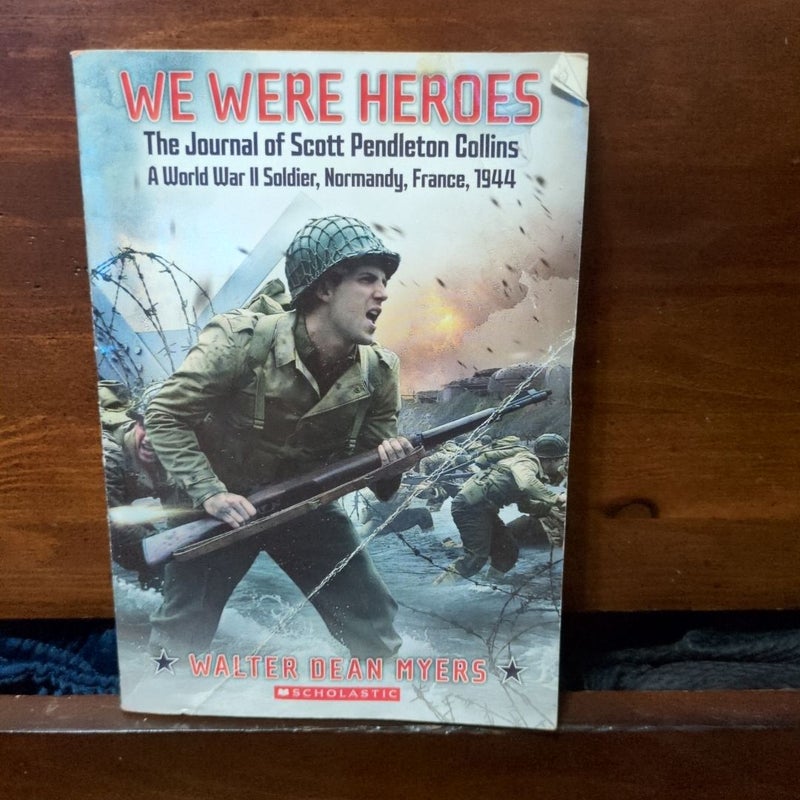 WE WERE HEROES
The Journal of Scott Pendleton Collins
A World War II Soldier, Normandy, France, 1944
WALTER DEAN MYERS
SCHOLASTIC